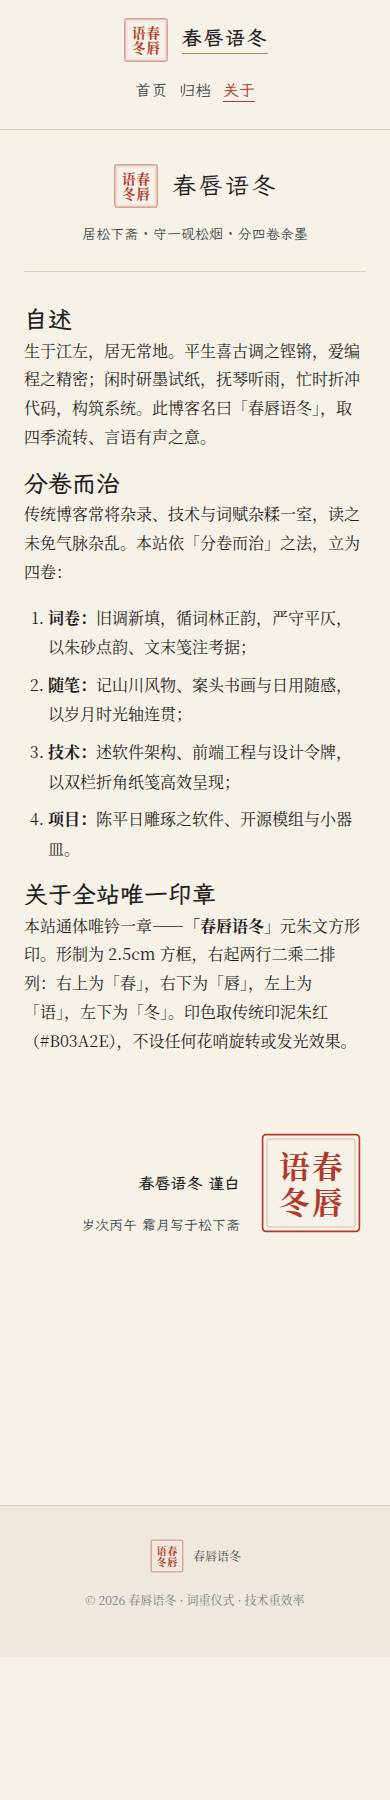 语春
冬唇
春唇语冬
首页 归档 关于
语春
冬唇
春唇语冬
居松下斋·守一砚松烟·分四卷余墨
自述
生于江左，居无常地。平生喜古调之铿锵，爱编
程之精密；闲时研墨试纸，抚琴听雨，忙时折冲
代码，构筑系统。此博客名曰「春唇语冬」，取
四季流转、言语有声之意。
分卷而治
传统博客常将杂录、技术与词赋杂糅一室，读之
未免气脉杂乱。本站依「分卷而治」之法，立为
四卷：
1. 词卷：旧调新填，循词林正韵，严守平仄，
以朱砂点韵、文末笺注考据；
2. 随笔：记山川风物、案头书画与日用随感，
以岁月时光轴连贯；
3. 技术：述软件架构、前端工程与设计令牌，
以双栏折角纸笺高效呈现；
4. 项目：陈平日雕琢之软件、开源模组与小器
皿。
关于全站唯一印章
本站通体唯钤一章——「春唇语冬」元朱文方形
印。形制为 2.5cm 方框，右起两行二乘二排
列：右上为「春」，右下为「唇」，左上为
「语」，左下为「冬」。印色取传统印泥朱红
（#B03A2E），不设任何花哨旋转或发光效果。
语春
冬唇
春唇语冬 谨白
岁次丙午 霜月写于松下斋
语春
冬唇
春唇语冬
© 2026 春唇语冬 · 词重仪式 · 技术重效率